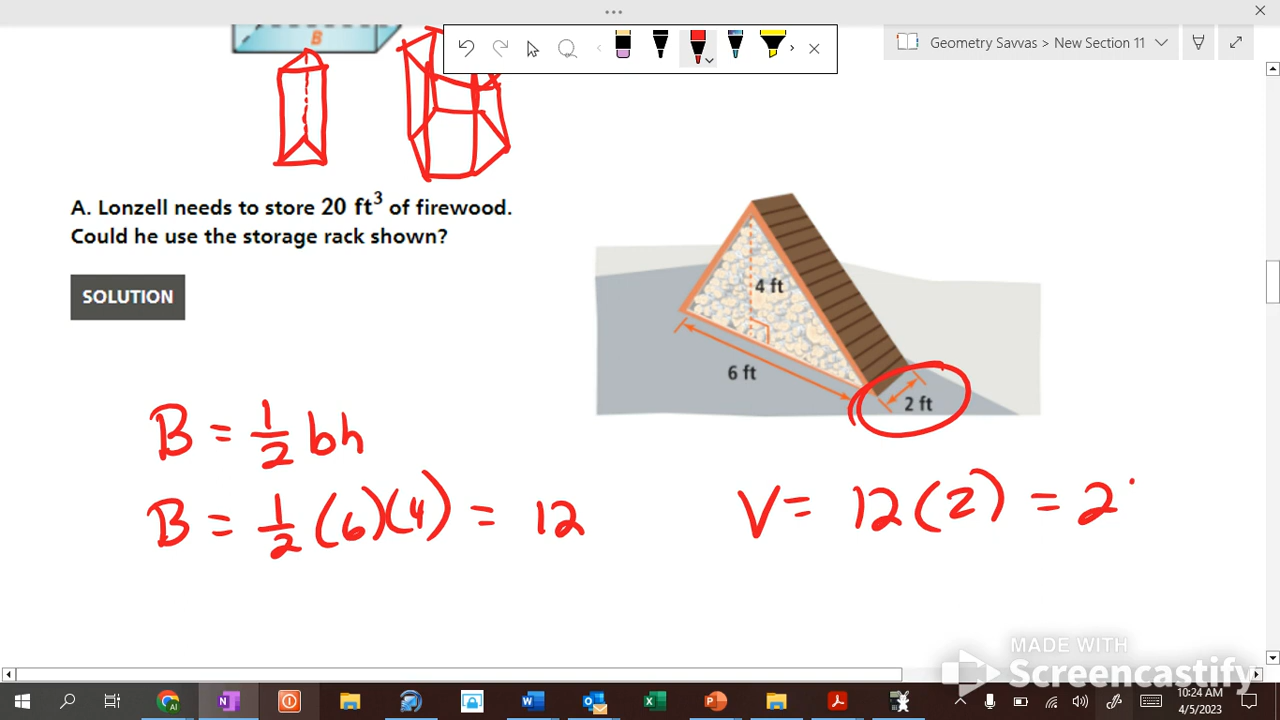 ...
Geometry Savvas > New Section 11
B
A. Lonzell needs to store 20 ft³ of firewood.
Could he use the storage rack shown?
SOLUTION
4 ft
6 ft
2 ft
B = 1/2 bh
B = 1/2 (6)(4) = 12
V = 12(2) = 2
MADE WITH
Screencastify
10:24 AM
4/5/2023